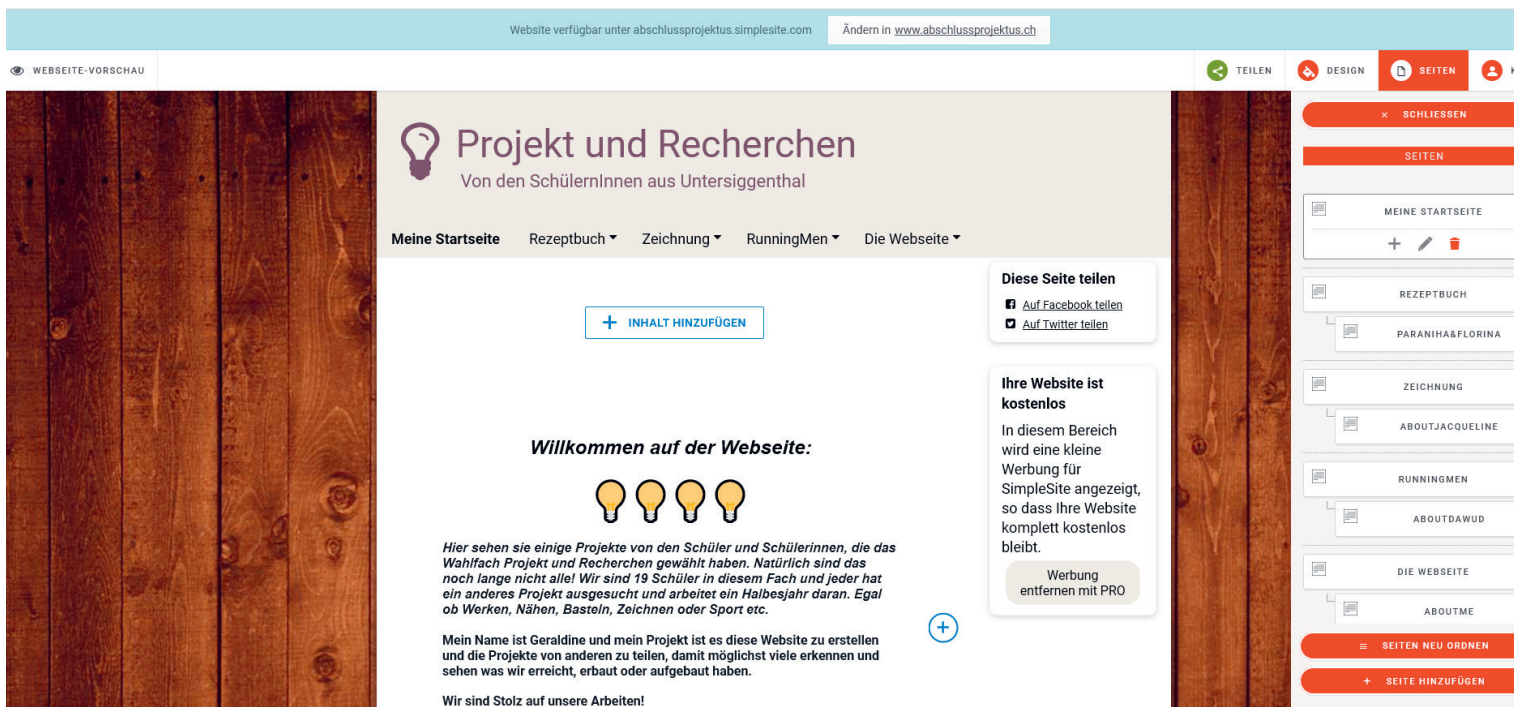 Website verfügbar unter abschlussprojektus.simplesite.com Ändern in www.abschlussprojektus.ch
WEBSEITE-VORSCHAU TEILEN DESIGN SEITEN K
Projekt und Recherchen
Von den SchülernInnen aus Untersiggenthal
Meine Startseite Rezeptbuch Zeichnung RunningMen Die Webseite
INHALT HINZUFÜGEN
Willkommen auf der Webseite:
Hier sehen sie einige Projekte von den Schüler und Schülerinnen, die das
Wahlfach Projekt und Recherchen gewählt haben. Natürlich sind das
noch lange nicht alle! Wir sind 19 Schüler in diesem Fach und jeder hat
ein anderes Projekt ausgesucht und arbeitet ein Halbesjahr daran. Egal
ob Werken, Nähen, Basteln, Zeichnen oder Sport etc.
Mein Name ist Geraldine und mein Projekt ist es diese Website zu erstellen
und die Projekte von anderen zu teilen, damit möglichst viele erkennen und
sehen was wir erreicht, erbaut oder aufgebaut haben.
Wir sind Stolz auf unsere Arbeiten!
Diese Seite teilen
Auf Facebook teilen
Auf Twitter teilen
Ihre Website ist
kostenlos
In diesem Bereich
wird eine kleine
Werbung für
SimpleSite angezeigt,
so dass Ihre Website
komplett kostenlos
bleibt.
Werbung
entfernen mit PRO
SCHLIESSEN
SEITEN
MEINE STARTSEITE
REZEPTBUCH
PARANIHA&FLORINA
ZEICHNUNG
ABOUTJACQUELINE
RUNNINGMEN
ABOUTDAWUD
DIE WEBSEITE
ABOUTME
SEITEN NEU ORDNEN
SEITE HINZUFÜGEN